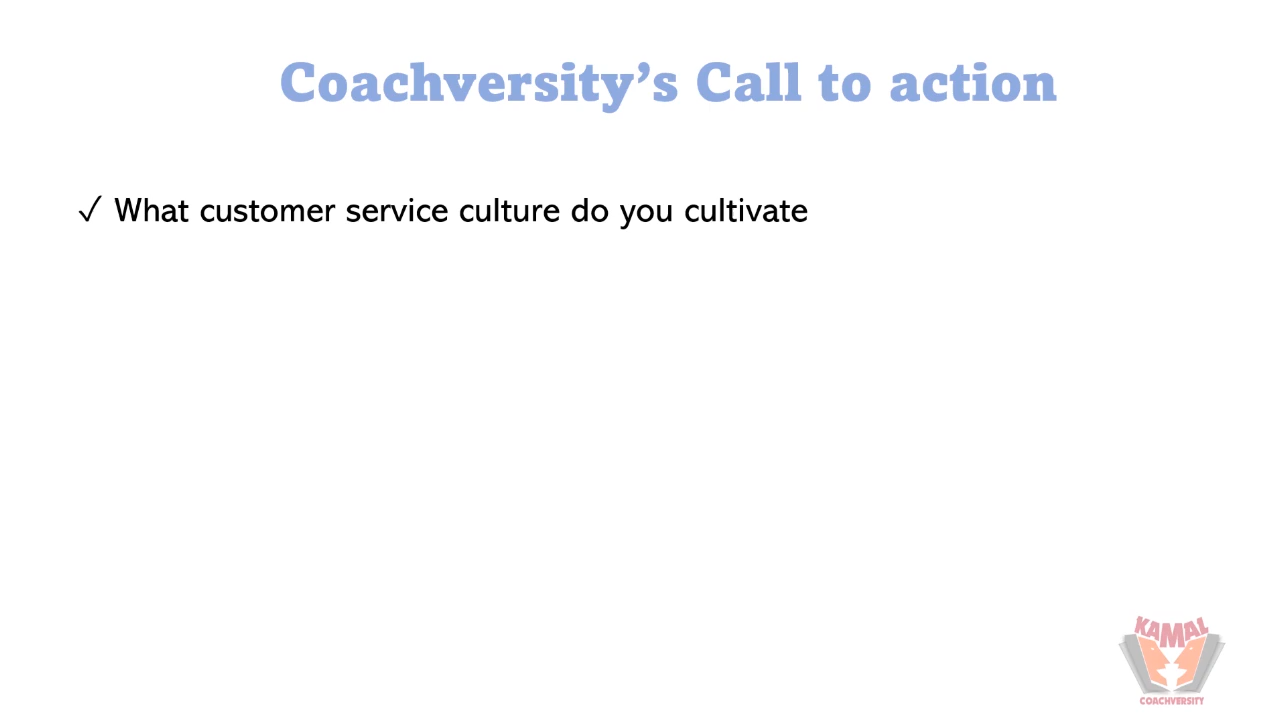 Coachversity’s Call to action
✓ What customer service culture do you cultivate
KAMAL
COACHVERSITY